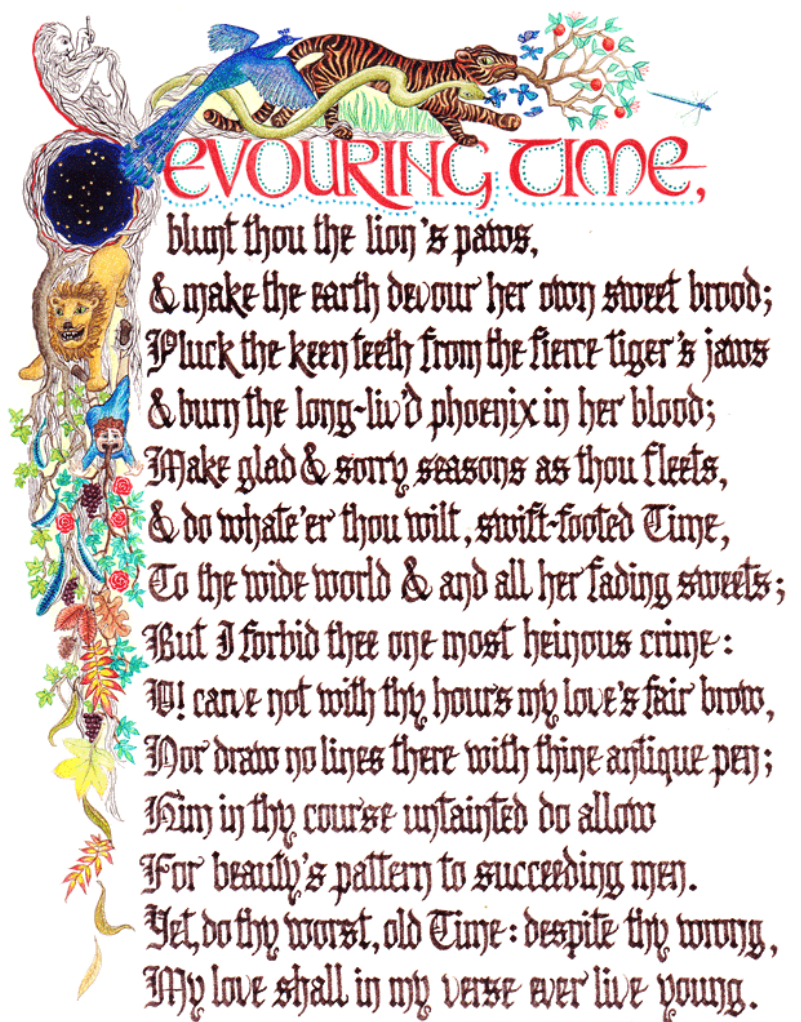 DEVOURING TIME,
blunt thou the lion's paws,
& make the earth devour her own sweet brood;
Pluck the keen teeth from the fierce tiger's jaws
& burn the long-liv'd phoenix in her blood;
Make glad & sorry seasons as thou fleets,
& do whate'er thou wilt, swift-footed Time,
To the wide world & and all her fading sweets;
But I forbid thee one most heinous crime:
O! carve not with thy hours my love's fair brow,
Nor draw no lines there with thine antique pen;
Him in thy course untainted do allow
For beauty's pattern to succeeding men.
Yet, do thy worst, old Time: despite thy wrong,
My love shall in my verse ever live young.